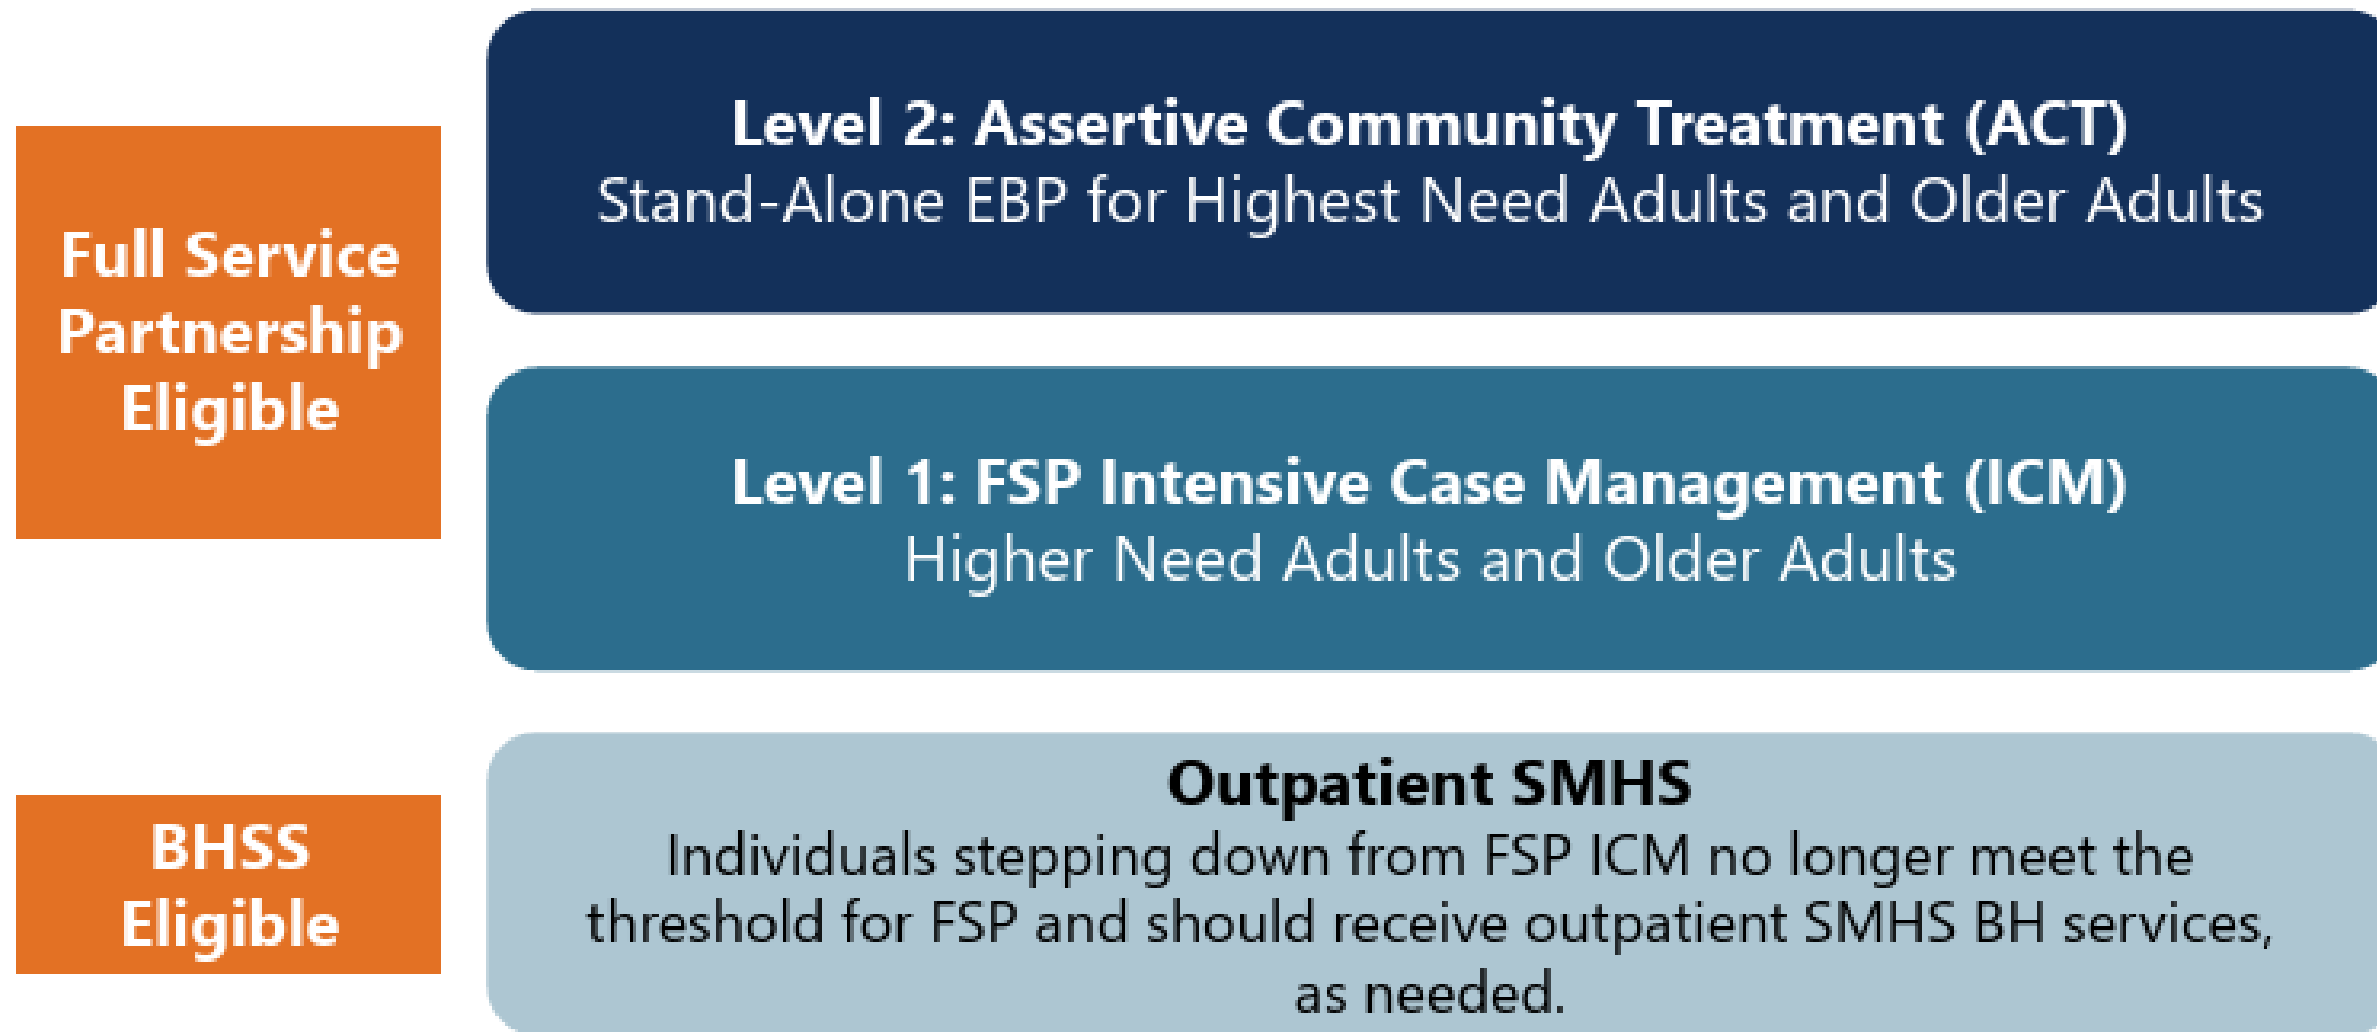 Full Service
Partnership
Eligible
Level 2: Assertive Community Treatment (ACT)
Stand-Alone EBP for Highest Need Adults and Older Adults
Level 1: FSP Intensive Case Management (ICM)
Higher Need Adults and Older Adults
BHSS
Eligible
Outpatient SMHS
Individuals stepping down from FSP ICM no longer meet the
threshold for FSP and should receive outpatient SMHS BH services,
as needed.